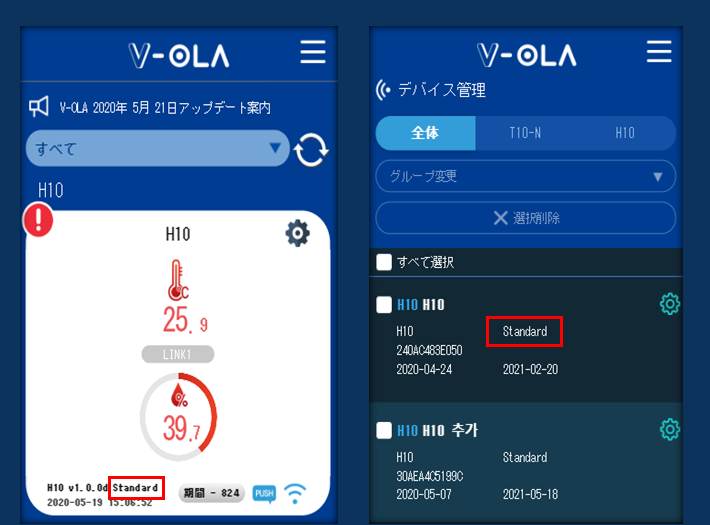 V-OLA
V-OLA 2020年 5月 21日アップデート案内
すべて
H10
H10
25.9
LINK1
%
39.7
H10 v1.0.0d Standard
2020-05-19 15:06:52
期間 - 824
PUSH
V-OLA
デバイス管理
全体 T10-N H10
グループ変更
選択削除
すべて選択
H10 H10
H10 Standard
240AC483E050
2020-04-24 2021-02-20
H10 H10 추가
H10 Standard
30AEA4C5199C
2020-05-07 2021-05-18